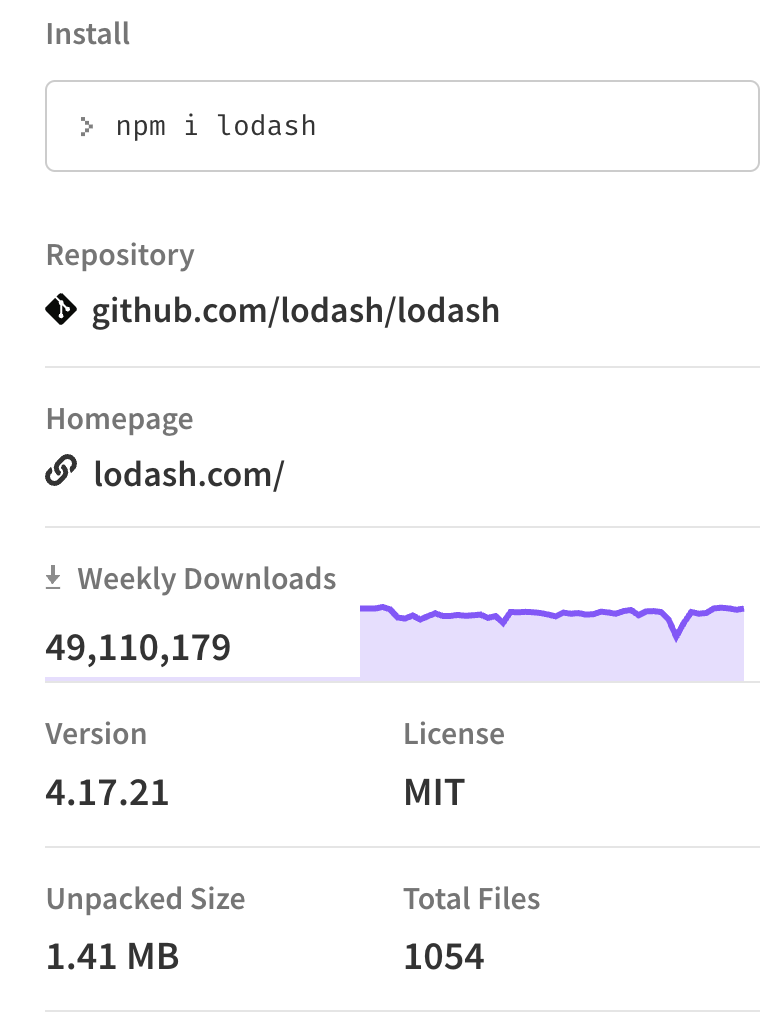 Install
> npm i lodash
Repository
github.com/lodash/lodash
Homepage
lodash.com/
Weekly Downloads
49,110,179
Version
License
4.17.21
MIT
Unpacked Size
Total Files
1.41 MB
1054